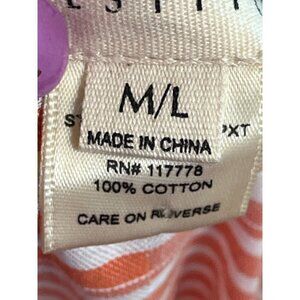 M/L
MADE IN CHINA
RN# 117778
100% COTTON
CARE ON REVERSE